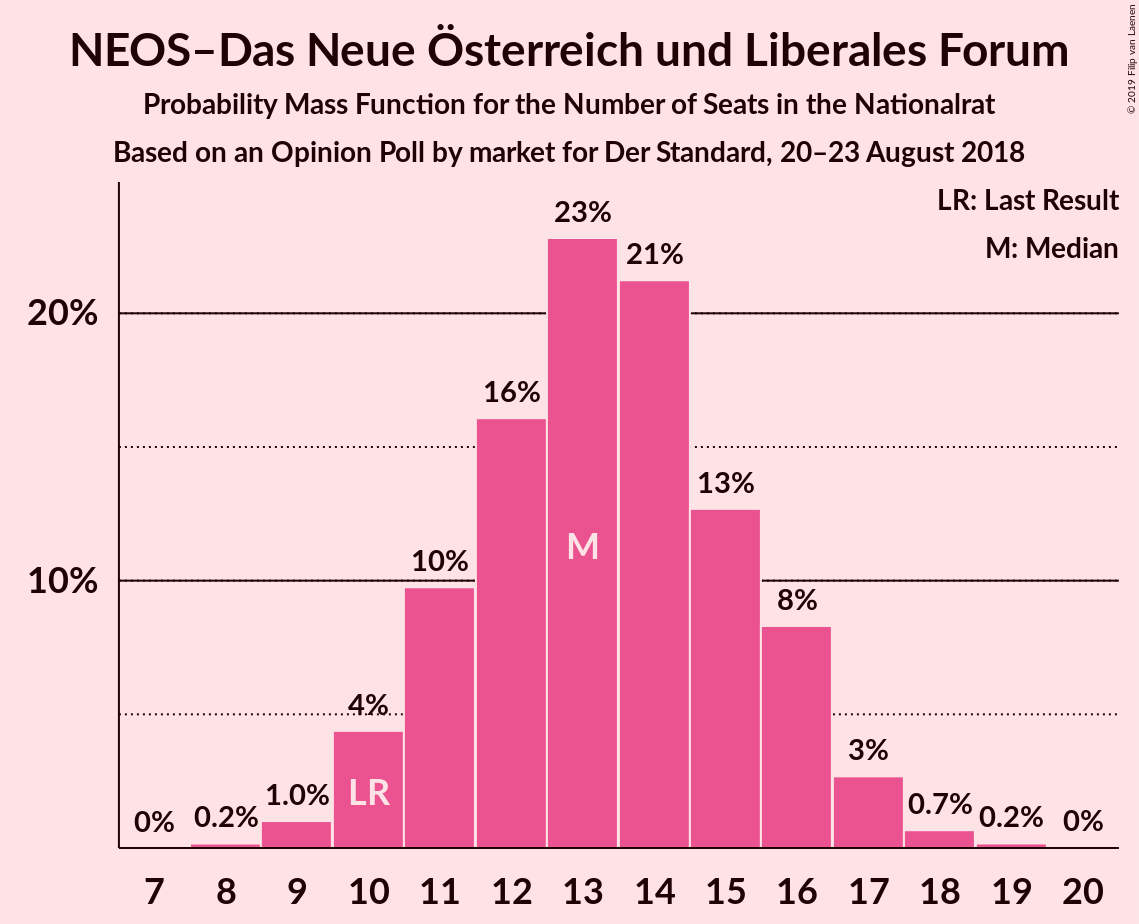 NEOS–Das Neue Österreich und Liberales Forum
Probability Mass Function for the Number of Seats in the Nationalrat
Based on an Opinion Poll by market for Der Standard, 20–23 August 2018
© 2019 Filip van Laenen
LR: Last Result
M: Median
20%
10%
0%
0.2%
1.0%
4%
10%
16%
23%
21%
13%
8%
3%
0.7%
0.2%
0%
LR
M
7 8 9 10 11 12 13 14 15 16 17 18 19 20